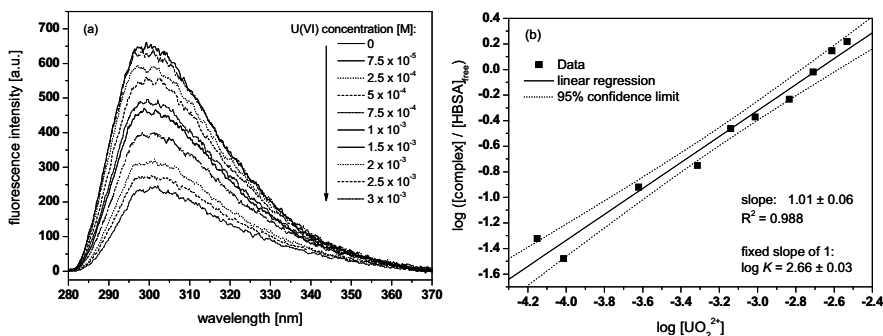 (a)
U(VI) concentration [M]:
0
7.5 x 10⁻⁵
2.5 x 10⁻⁴
5 x 10⁻⁴
7.5 x 10⁻⁴
1 x 10⁻³
1.5 x 10⁻³
2 x 10⁻³
2.5 x 10⁻³
3 x 10⁻³
fluorescence intensity [a.u.]
700
600
500
400
300
200
100
0
280 290 300 310 320 330 340 350 360 370
wavelength [nm]
(b)
Data
linear regression
95% confidence limit
log ([complex] / [HBSA]free)
0.4
0.2
0.0
-0.2
-0.4
-0.6
-0.8
-1.0
-1.2
-1.4
-1.6
slope: 1.01 ± 0.06
R² = 0.988
fixed slope of 1:
log K = 2.66 ± 0.03
-4.2 -4.0 -3.8 -3.6 -3.4 -3.2 -3.0 -2.8 -2.6 -2.4
log [UO₂²⁺]